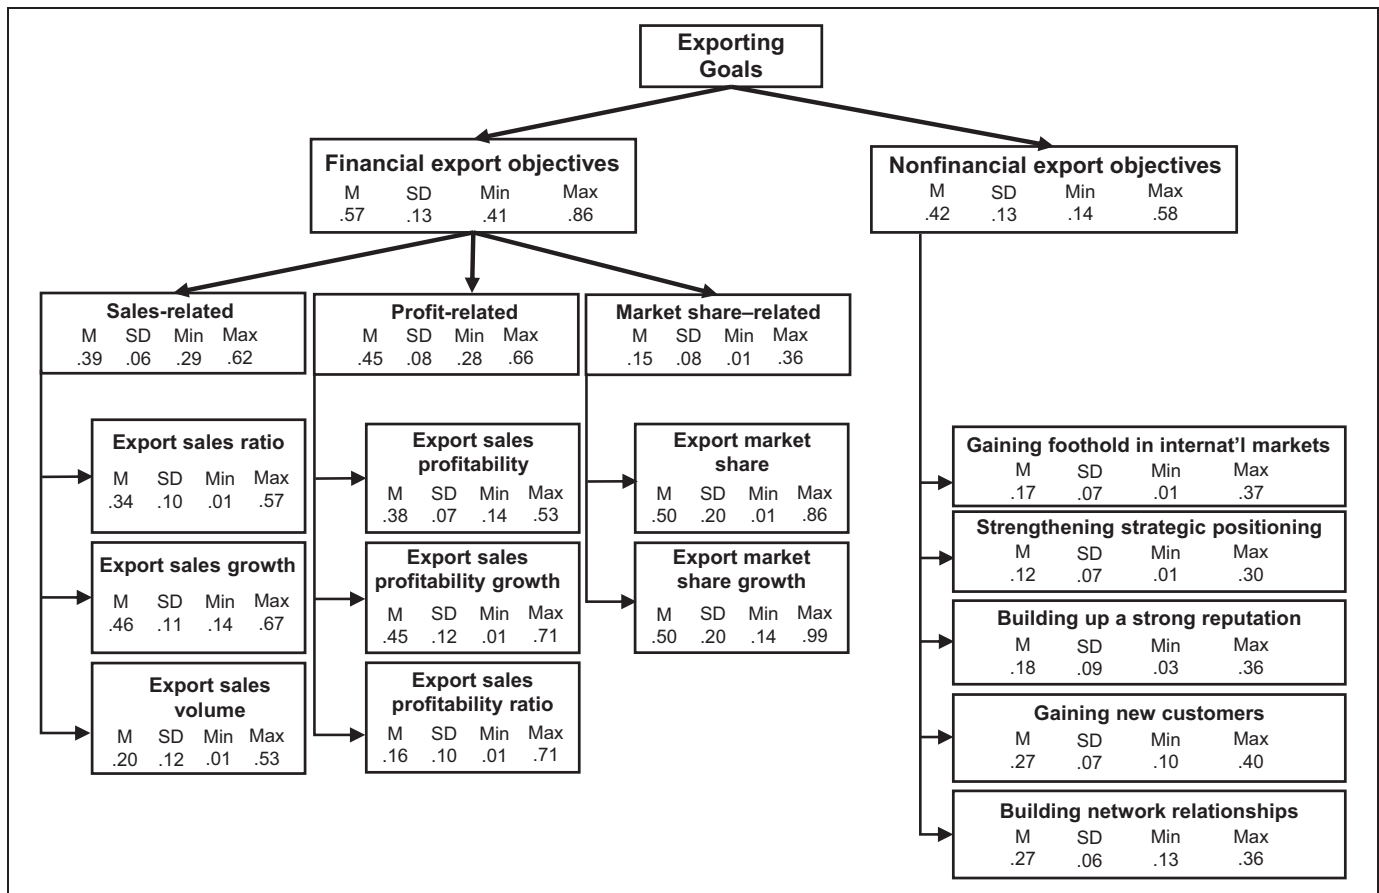 Exporting
Goals
Financial export objectives
M SD Min Max
.57 .13 .41 .86
Nonfinancial export objectives
M SD Min Max
.42 .13 .14 .58
Sales-related
M SD Min Max
.39 .06 .29 .62
Profit-related
M SD Min Max
.45 .08 .28 .66
Market share–related
M SD Min Max
.15 .08 .01 .36
Export sales ratio
M SD Min Max
.34 .10 .01 .57
Export sales growth
M SD Min Max
.46 .11 .14 .67
Export sales
volume
M SD Min Max
.20 .12 .01 .53
Export sales
profitability
M SD Min Max
.38 .07 .14 .53
Export sales
profitability growth
M SD Min Max
.45 .12 .01 .71
Export sales
profitability ratio
M SD Min Max
.16 .10 .01 .71
Export market
share
M SD Min Max
.50 .20 .01 .86
Export market
share growth
M SD Min Max
.50 .20 .14 .99
Gaining foothold in internat’l markets
M SD Min Max
.17 .07 .01 .37
Strengthening strategic positioning
M SD Min Max
.12 .07 .01 .30
Building up a strong reputation
M SD Min Max
.18 .09 .03 .36
Gaining new customers
M SD Min Max
.27 .07 .10 .40
Building network relationships
M SD Min Max
.27 .06 .13 .36